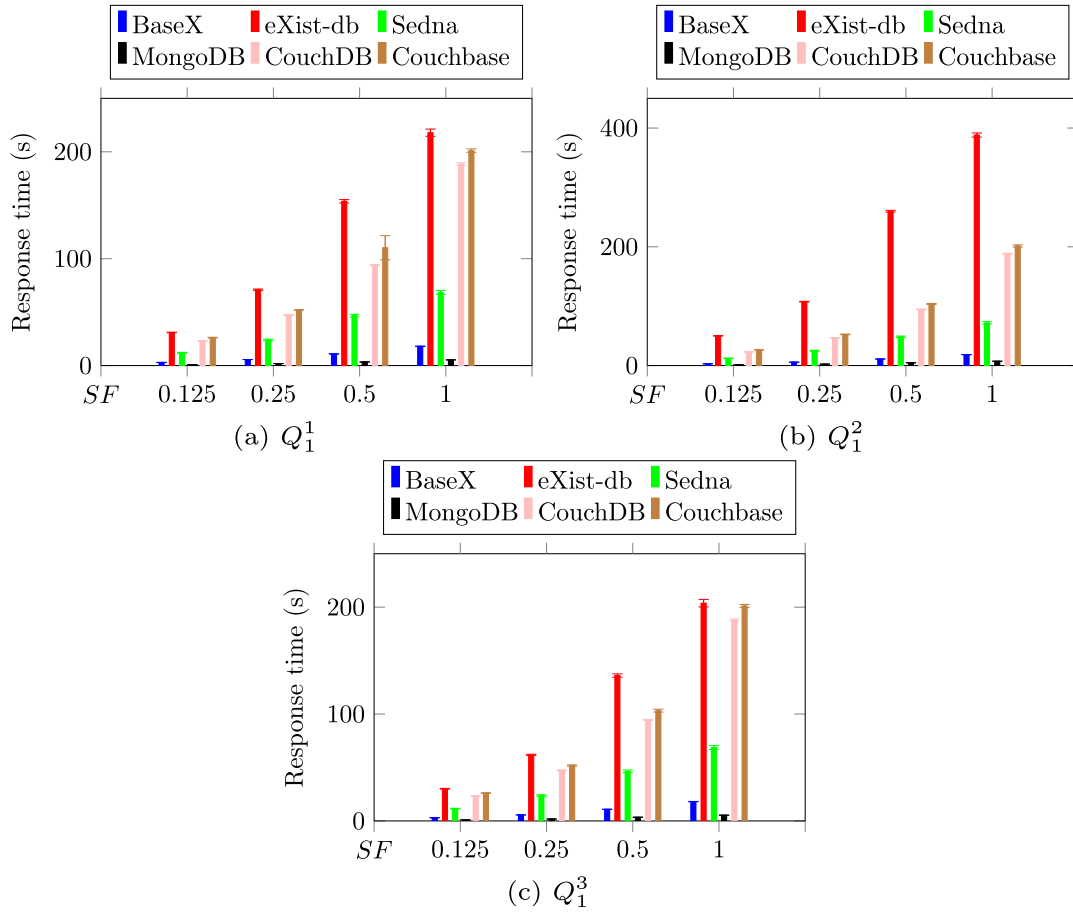 BaseX eXist-db Sedna
MongoDB CouchDB Couchbase
Response time (s)
200
100
0
SF 0.125 0.25 0.5 1
(a) Q₁¹
BaseX eXist-db Sedna
MongoDB CouchDB Couchbase
Response time (s)
400
200
0
SF 0.125 0.25 0.5 1
(b) Q₁²
BaseX eXist-db Sedna
MongoDB CouchDB Couchbase
Response time (s)
200
100
0
SF 0.125 0.25 0.5 1
(c) Q₁³